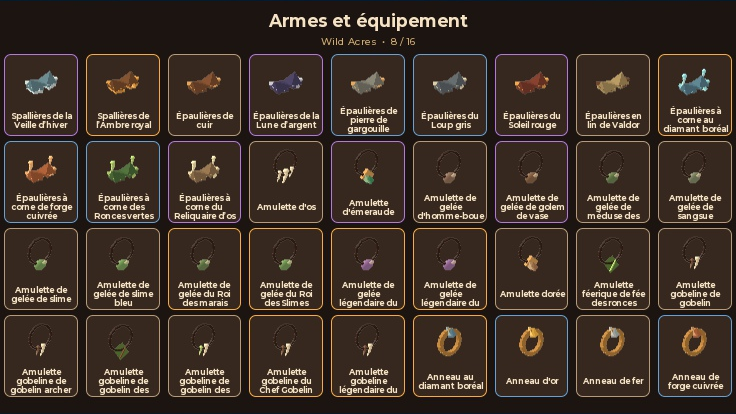 Armes et équipement
Wild Acres • 8 / 16
Spallières de la
Veille d'hiver
Spallières de
l'Ambre royal
Épaulières de
cuir
Épaulières de la
Lune d'argent
Épaulières de
pierre de
gargouille
Épaulières du
Loup gris
Épaulières du
Soleil rouge
Épaulières en
lin de Valdor
Épaulières à
corne au
diamant boréal
Épaulières à
corne de forge
cuivrée
Épaulières à
corne des
Ronces vertes
Épaulières à
corne du
Reliquaire d'os
Amulette d'os
Amulette
d'émeraude
Amulette de
gelée
d'homme-boue
Amulette de
gelée de golem
de vase
Amulette de
gelée de
méduse des
Amulette de
gelée de
sangsue
Amulette de
gelée de slime
Amulette de
gelée de slime
bleu
Amulette de
gelée du Roi
des marais
Amulette de
gelée du Roi
des Slimes
Amulette de
gelée
légendaire du
Amulette de
gelée
légendaire du
Amulette dorée
Amulette
féerique de fée
des ronces
Amulette
gobeline de
gobelin
Amulette
gobeline de
gobelin archer
Amulette
gobeline de
gobelin des
Amulette
gobeline de
gobelin des
Amulette
gobeline du
Chef Gobelin
Amulette
gobeline
légendaire du
Anneau au
diamant boréal
Anneau d'or
Anneau de fer
Anneau de
forge cuivrée